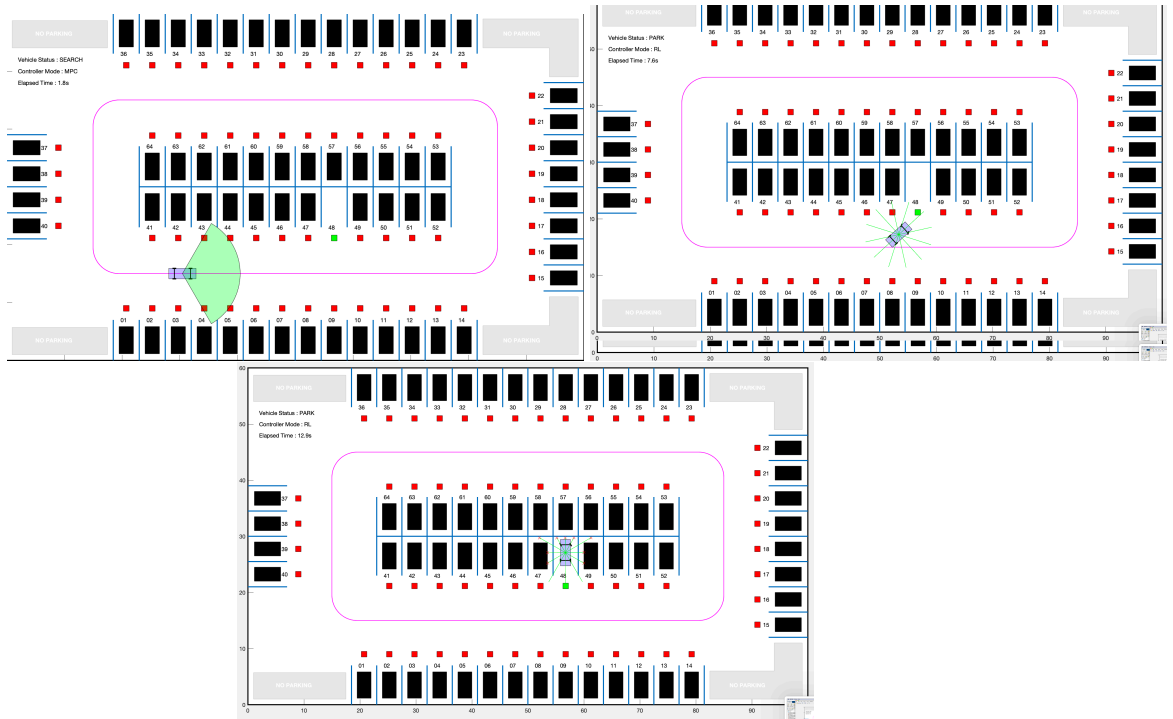 NO PARKING NO PARKING
36 35 34 33 32 31 30 29 28 27 26 25 24 23
Vehicle Status : SEARCH
Controller Mode : MPC
Elapsed Time : 1.8s
22
21
64 63 62 61 60 59 58 57 56 55 54 53
37
20
38
19
39
18
40
17
41 42 43 44 45 46 47 48 49 50 51 52
16
15
01 02 03 04 05 06 07 08 09 10 11 12 13 14
NO PARKING NO PARKING
NO PARKING NO PARKING
36 35 34 33 32 31 30 29 28 27 26 25 24 23
Vehicle Status : PARK
Controller Mode : RL
Elapsed Time : 7.6s
22
21
64 63 62 61 60 59 58 57 56 55 54 53
37
20
38
19
39
18
40
17
41 42 43 44 45 46 47 48 49 50 51 52
16
15
01 02 03 04 05 06 07 08 09 10 11 12 13 14
NO PARKING NO PARKING
0 10 20 30 40 50 60 70 80 90
0 10 20 30 40 50 60 70 80 90
60
NO PARKING NO PARKING
36 35 34 33 32 31 30 29 28 27 26 25 24 23
Vehicle Status : PARK
50
Controller Mode : RL
Elapsed Time : 12.9s
22
21
40
64 63 62 61 60 59 58 57 56 55 54 53
37
20
38
19
30
39
18
40
17
41 42 43 44 45 46 47 48 49 50 51 52
20
16
15
10
01 02 03 04 05 06 07 08 09 10 11 12 13 14
NO PARKING NO PARKING
0
0 10 20 30 40 50 60 70 80 90